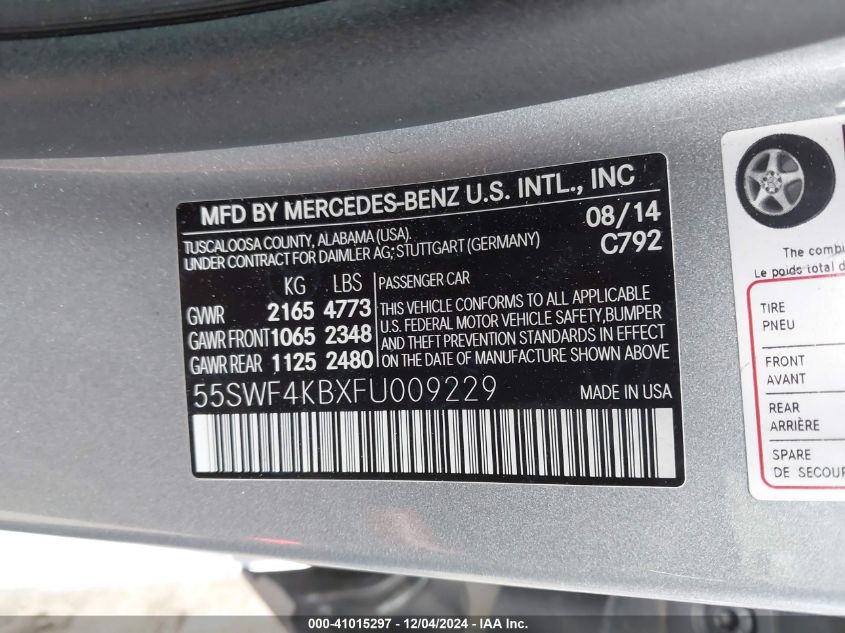 MFD BY MERCEDES-BENZ U.S. INTL., INC
TUSCALOOSA COUNTY, ALABAMA (USA). 08/14
UNDER CONTRACT FOR DAIMLER AG; STUTTGART (GERMANY) C792
KG LBS PASSENGER CAR
GVWR 2165 4773 THIS VEHICLE CONFORMS TO ALL APPLICABLE
GAWR FRONT 1065 2348 U.S. FEDERAL MOTOR VEHICLE SAFETY,BUMPER
GAWR REAR 1125 2480 AND THEFT PREVENTION STANDARDS IN EFFECT
ON THE DATE OF MANUFACTURE SHOWN ABOVE
55SWF4KBXFU009229 MADE IN USA
The combi
Le poids total d
TIRE
PNEU
FRONT
AVANT
REAR
ARRIÈRE
SPARE
DE SECOUR
000-41015297 - 12/04/2024 - IAA Inc.